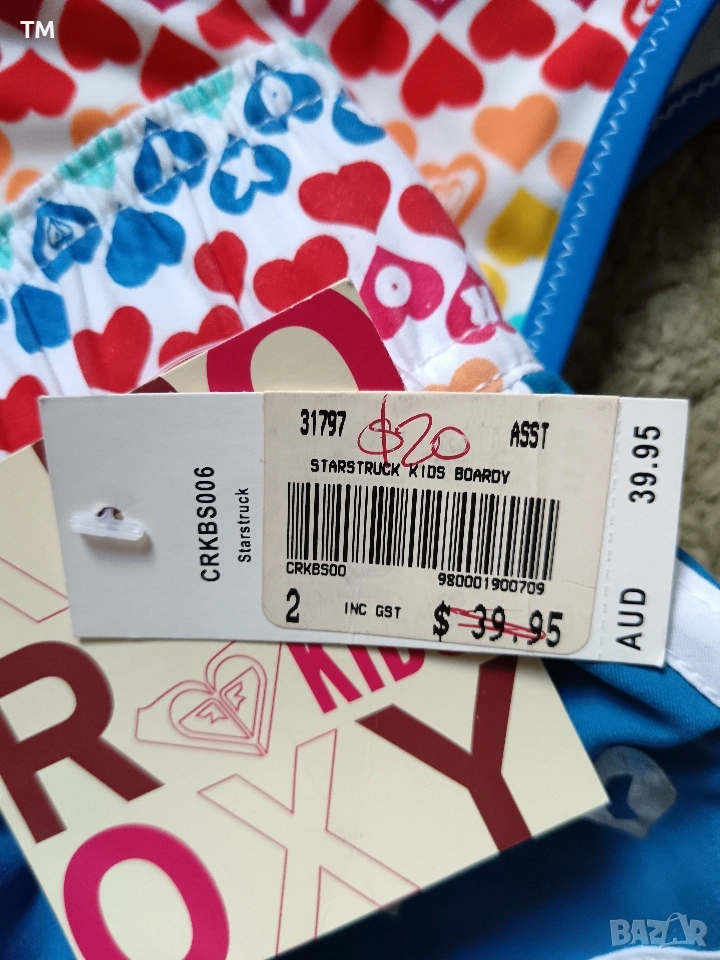 TM
31797
$20
ASST
STARSTRUCK KIDS BOARDY
CRKBS00
980001900709
2
INC GST
$ 39.95
CRKBS006
Starstruck
39.95
AUD
KID
ROXY
BAZAR